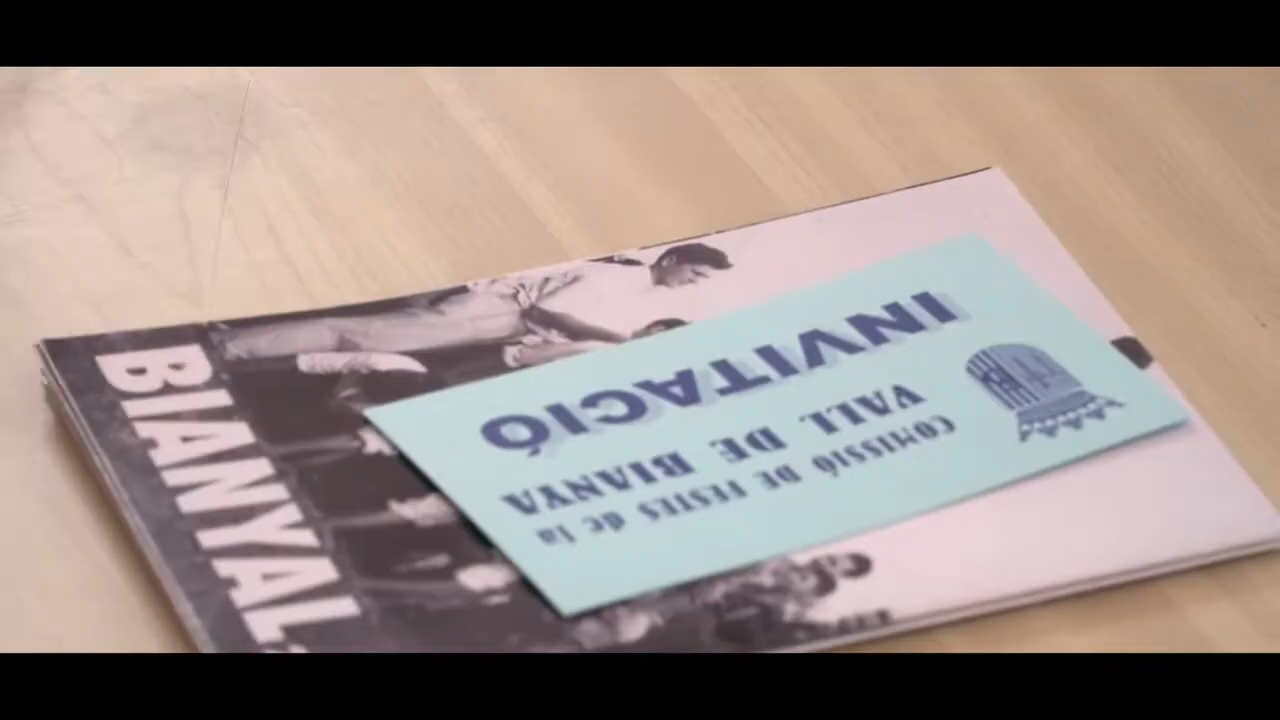 COMISSIÓ DE FESTES de la
VALL DE BIANYA
INVITACIÓ
BIANYAL